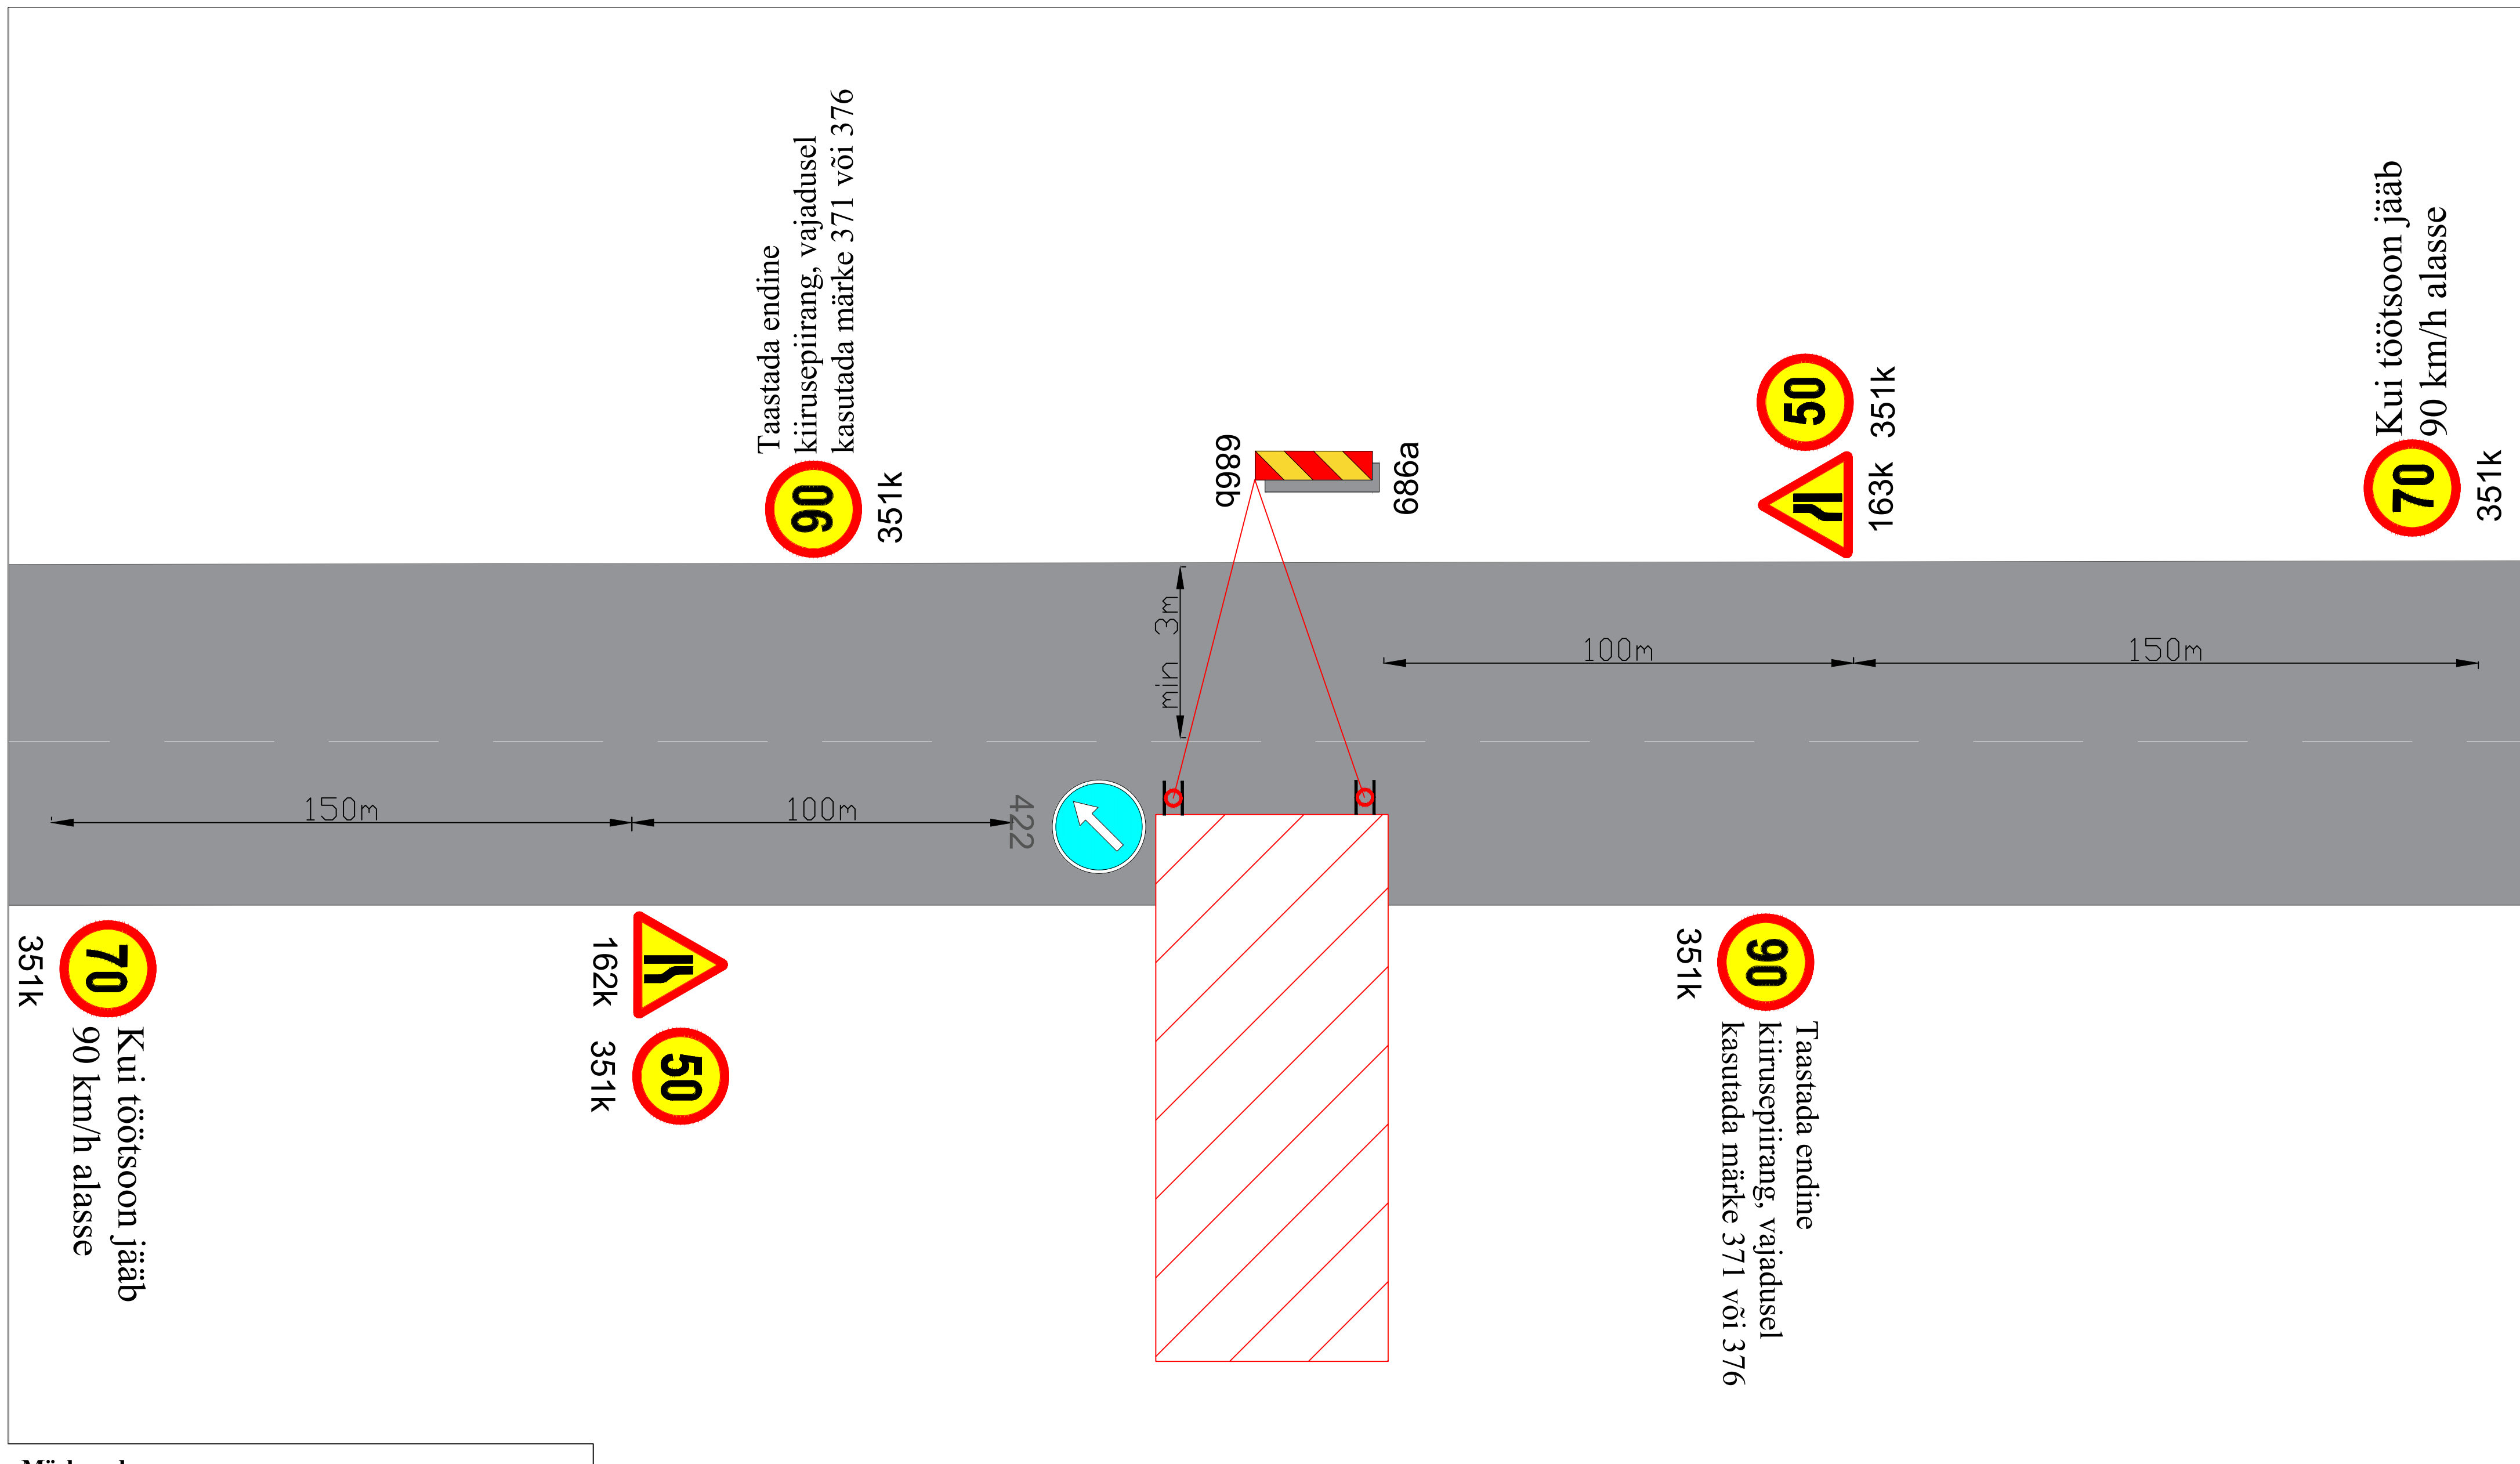 Taastada endine
kiirusepiirang, vajadusel
kasutada märke 371 või 376
90
351k
686b
686a
50
351k
163k
Kui töötsoon jääb
90 km/h alasse
70
351k
min 3m
100m
150m
150m
100m
422
351k
70
Kui töötsoon jääb
90 km/h alasse
162k
351k
50
351k
90
Taastada endine
kiirusepiirang, vajadusel
kasutada märke 371 või 376